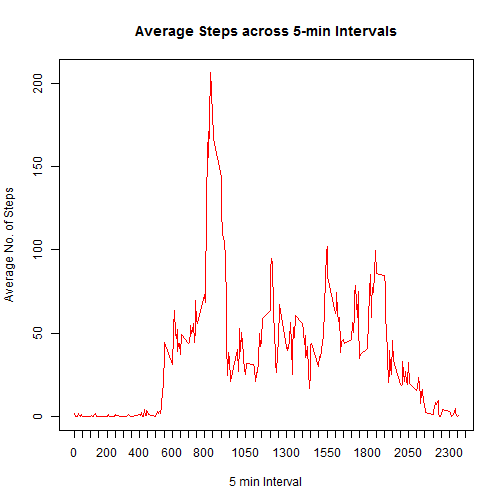 Average Steps across 5-min Intervals
Average No. of Steps
200
150
100
50
0
0 200 400 600 800 1050 1300 1550 1800 2050 2300
5 min Interval